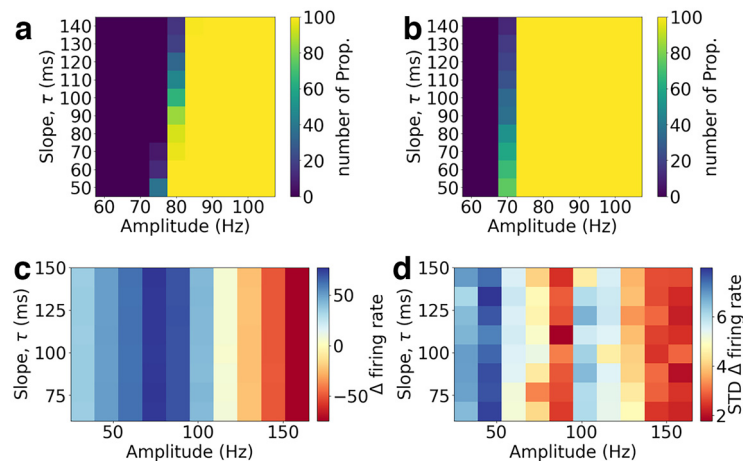 a
140
130
120
110
100
90
80
70
60
50
Slope, τ (ms)
60 70 80 90 100
Amplitude (Hz)
100
80
60
40
20
0
number of Prop.
b
140
130
120
110
100
90
80
70
60
50
Slope, τ (ms)
60 70 80 90 100
Amplitude (Hz)
100
80
60
40
20
0
number of Prop.
c
150
125
100
75
Slope, τ (ms)
50 100 150
Amplitude (Hz)
50
0
−50
Δ firing rate
d
150
125
100
75
Slope, τ (ms)
50 100 150
Amplitude (Hz)
6
4
2
STD Δ firing rate